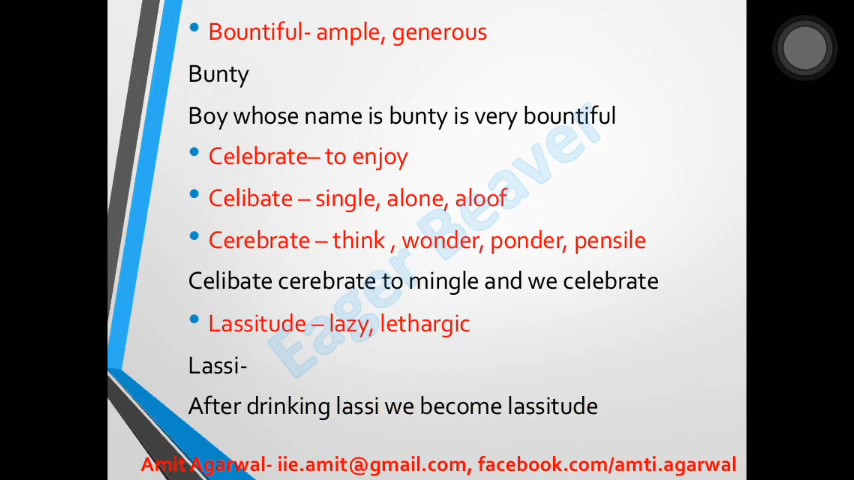 Bountiful- ample, generous
Bunty
Boy whose name is bunty is very bountiful
Celebrate– to enjoy
Celibate – single, alone, aloof
Cerebrate – think , wonder, ponder, pensile
Celibate cerebrate to mingle and we celebrate
Lassitude – lazy, lethargic
Lassi-
After drinking lassi we become lassitude
Eager Beaver
Amit Agarwal- iie.amit@gmail.com, facebook.com/amti.agarwal